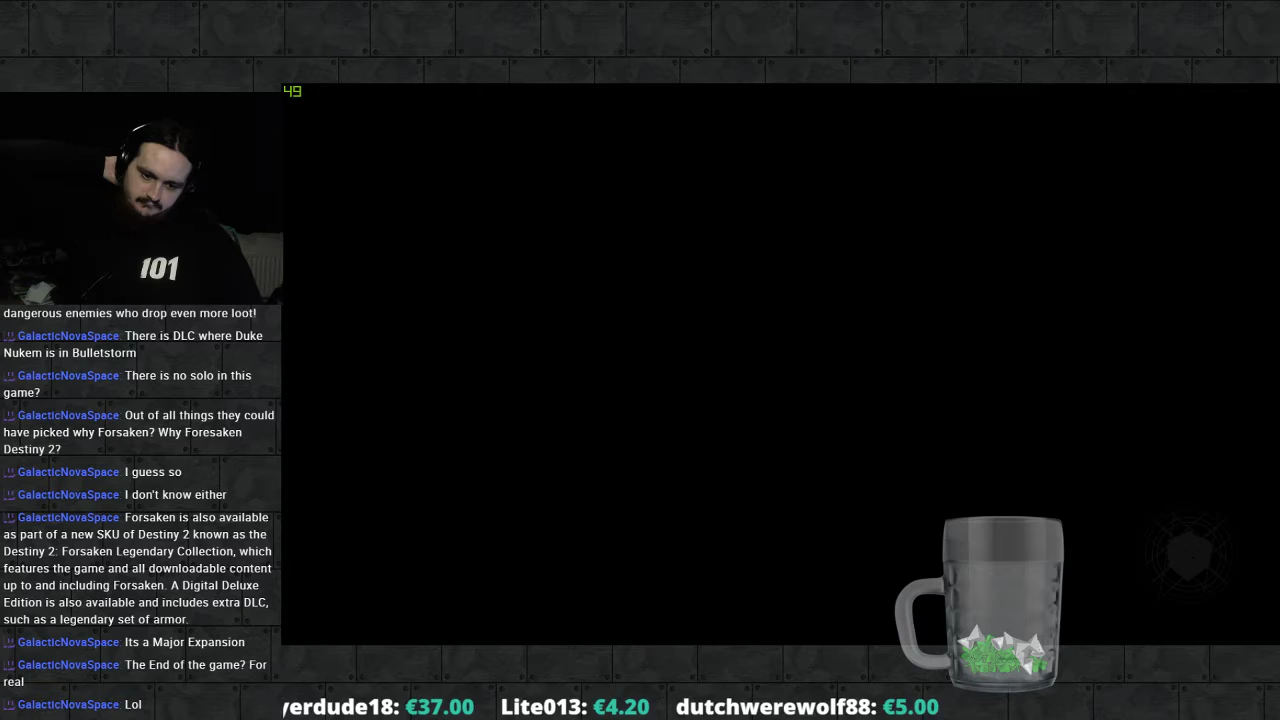 49
101
dangerous enemies who drop even more loot!
GalacticNovaSpace: There is DLC where Duke
Nukem is in Bulletstorm
GalacticNovaSpace: There is no solo in this
game?
GalacticNovaSpace: Out of all things they could
have picked why Forsaken? Why Foresaken
Destiny 2?
GalacticNovaSpace: I guess so
GalacticNovaSpace: I don't know either
GalacticNovaSpace: Forsaken is also available
as part of a new SKU of Destiny 2 known as the
Destiny 2: Forsaken Legendary Collection, which
features the game and all downloadable content
up to and including Forsaken. A Digital Deluxe
Edition is also available and includes extra DLC,
such as a legendary set of armor.
GalacticNovaSpace: Its a Major Expansion
GalacticNovaSpace: The End of the game? For
real
GalacticNovaSpace: Lol
yerdude18: €37.00 Lite013: €4.20 dutchwerewolf88: €5.00